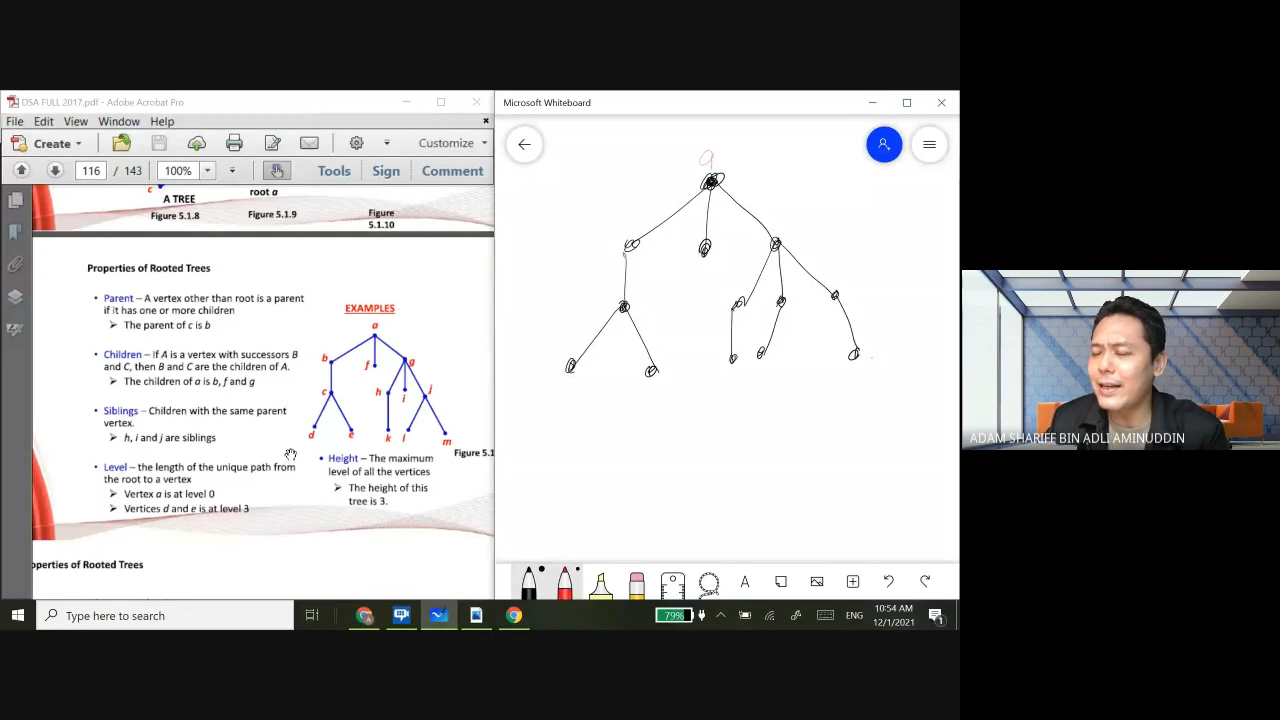 DSA FULL 2017.pdf - Adobe Acrobat Pro
File Edit View Window Help
Create
Customize
116 / 143
100%
Tools Sign Comment
c
A TREE
root a
Figure 5.1.8
Figure 5.1.9
Figure
5.1.10
Properties of Rooted Trees
• Parent – A vertex other than root is a parent
if it has one or more children
➢ The parent of c is b
• Children – If A is a vertex with successors B
and C, then B and C are the children of A.
➢ The children of a is b, f and g
• Siblings – Children with the same parent
vertex.
➢ h, i and j are siblings
• Level – the length of the unique path from
the root to a vertex
➢ Vertex a is at level 0
➢ Vertices d and e is at level 3
EXAMPLES
a
b
f
g
c
h
i
j
d
e
k
l
m
Figure 5.1
• Height – The maximum
level of all the vertices
➢ The height of this
tree is 3.
operties of Rooted Trees
Microsoft Whiteboard
a
A
ADAM SHARIFF BIN ADLI AMINUDDIN
Type here to search
79%
ENG
10:54 AM
12/1/2021
1